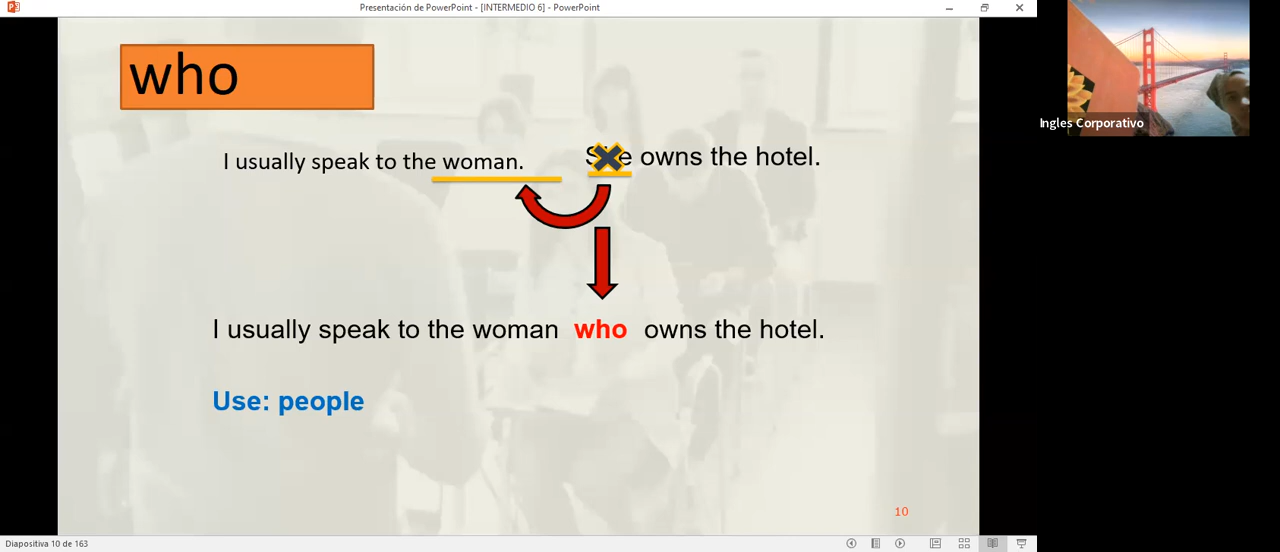 Presentación de PowerPoint - [INTERMEDIO 6] - PowerPoint
who
I usually speak to the woman.
owns the hotel.
I usually speak to the woman who owns the hotel.
Use: people
10
Diapositiva 10 de 163
Ingles Corporativo